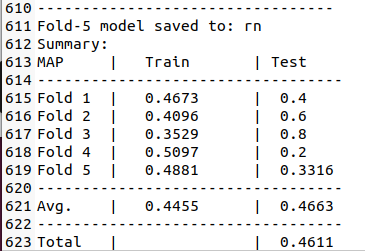 610 ---------------------------------
611 Fold-5 model saved to: rn
612 Summary:
613 MAP | Train | Test
614 ----------------------------------
615 Fold 1 | 0.4673 | 0.4
616 Fold 2 | 0.4096 | 0.6
617 Fold 3 | 0.3529 | 0.8
618 Fold 4 | 0.5097 | 0.2
619 Fold 5 | 0.4881 | 0.3316
620 ----------------------------------
621 Avg. | 0.4455 | 0.4663
622 ----------------------------------
623 Total | | 0.4611